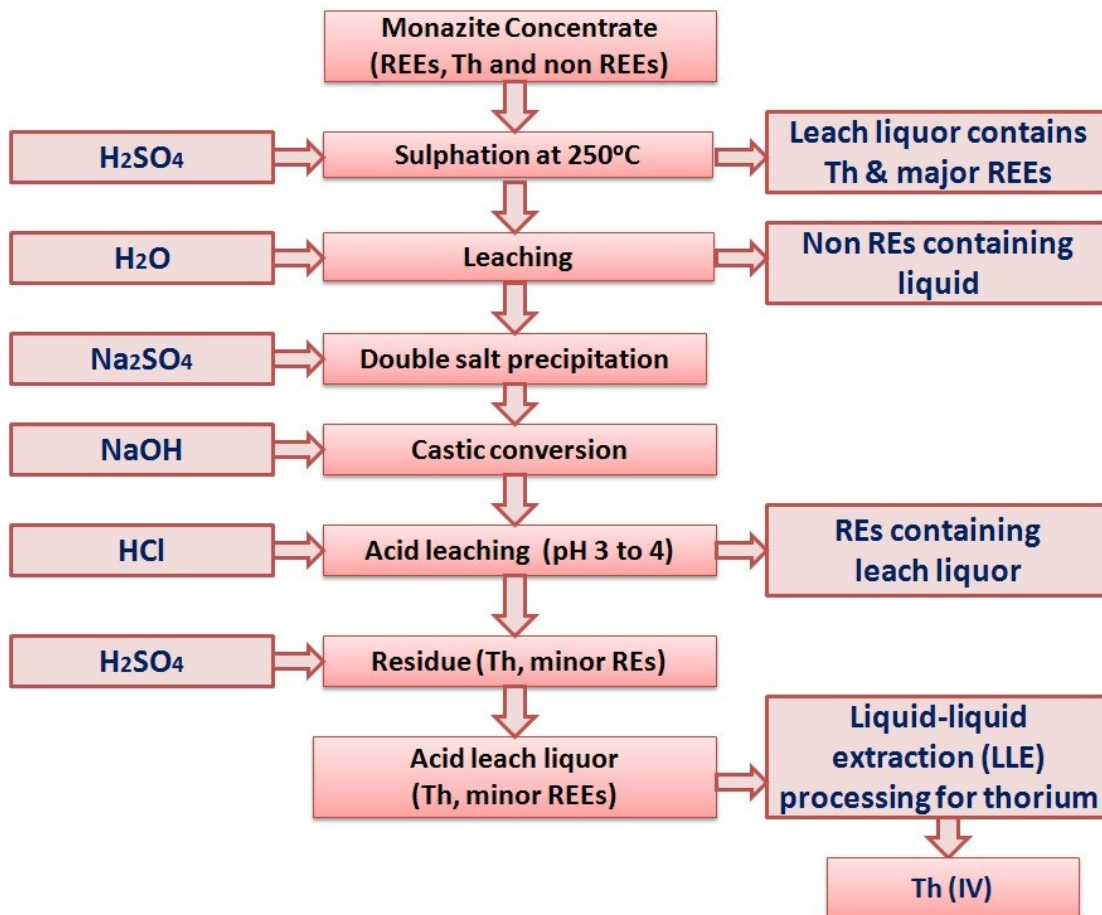 Monazite Concentrate
(REEs, Th and non REEs)
H2SO4
Sulphation at 250°C
Leach liquor contains
Th & major REEs
H2O
Leaching
Non REs containing
liquid
Na2SO4
Double salt precipitation
NaOH
Castic conversion
HCl
Acid leaching (pH 3 to 4)
REs containing
leach liquor
H2SO4
Residue (Th, minor REs)
Acid leach liquor
(Th, minor REEs)
Liquid-liquid
extraction (LLE)
processing for thorium
Th (IV)